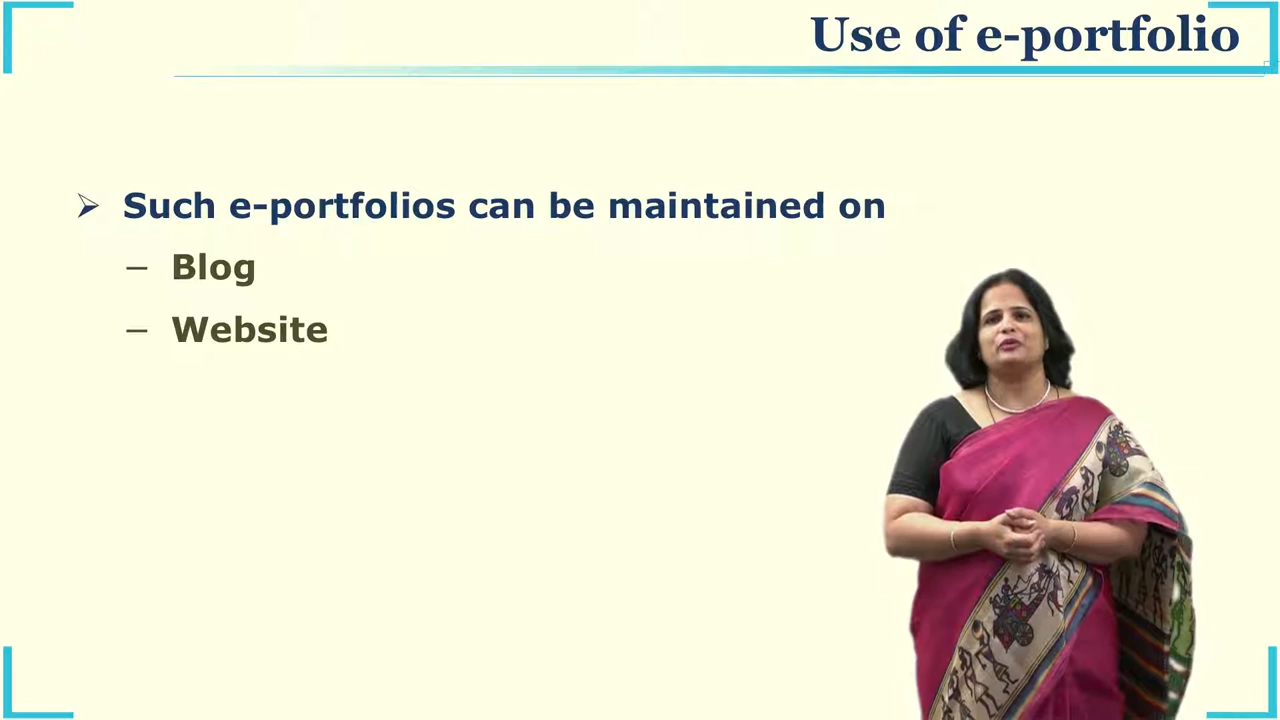 Use of e-portfolio
➢ Such e-portfolios can be maintained on
– Blog
– Website